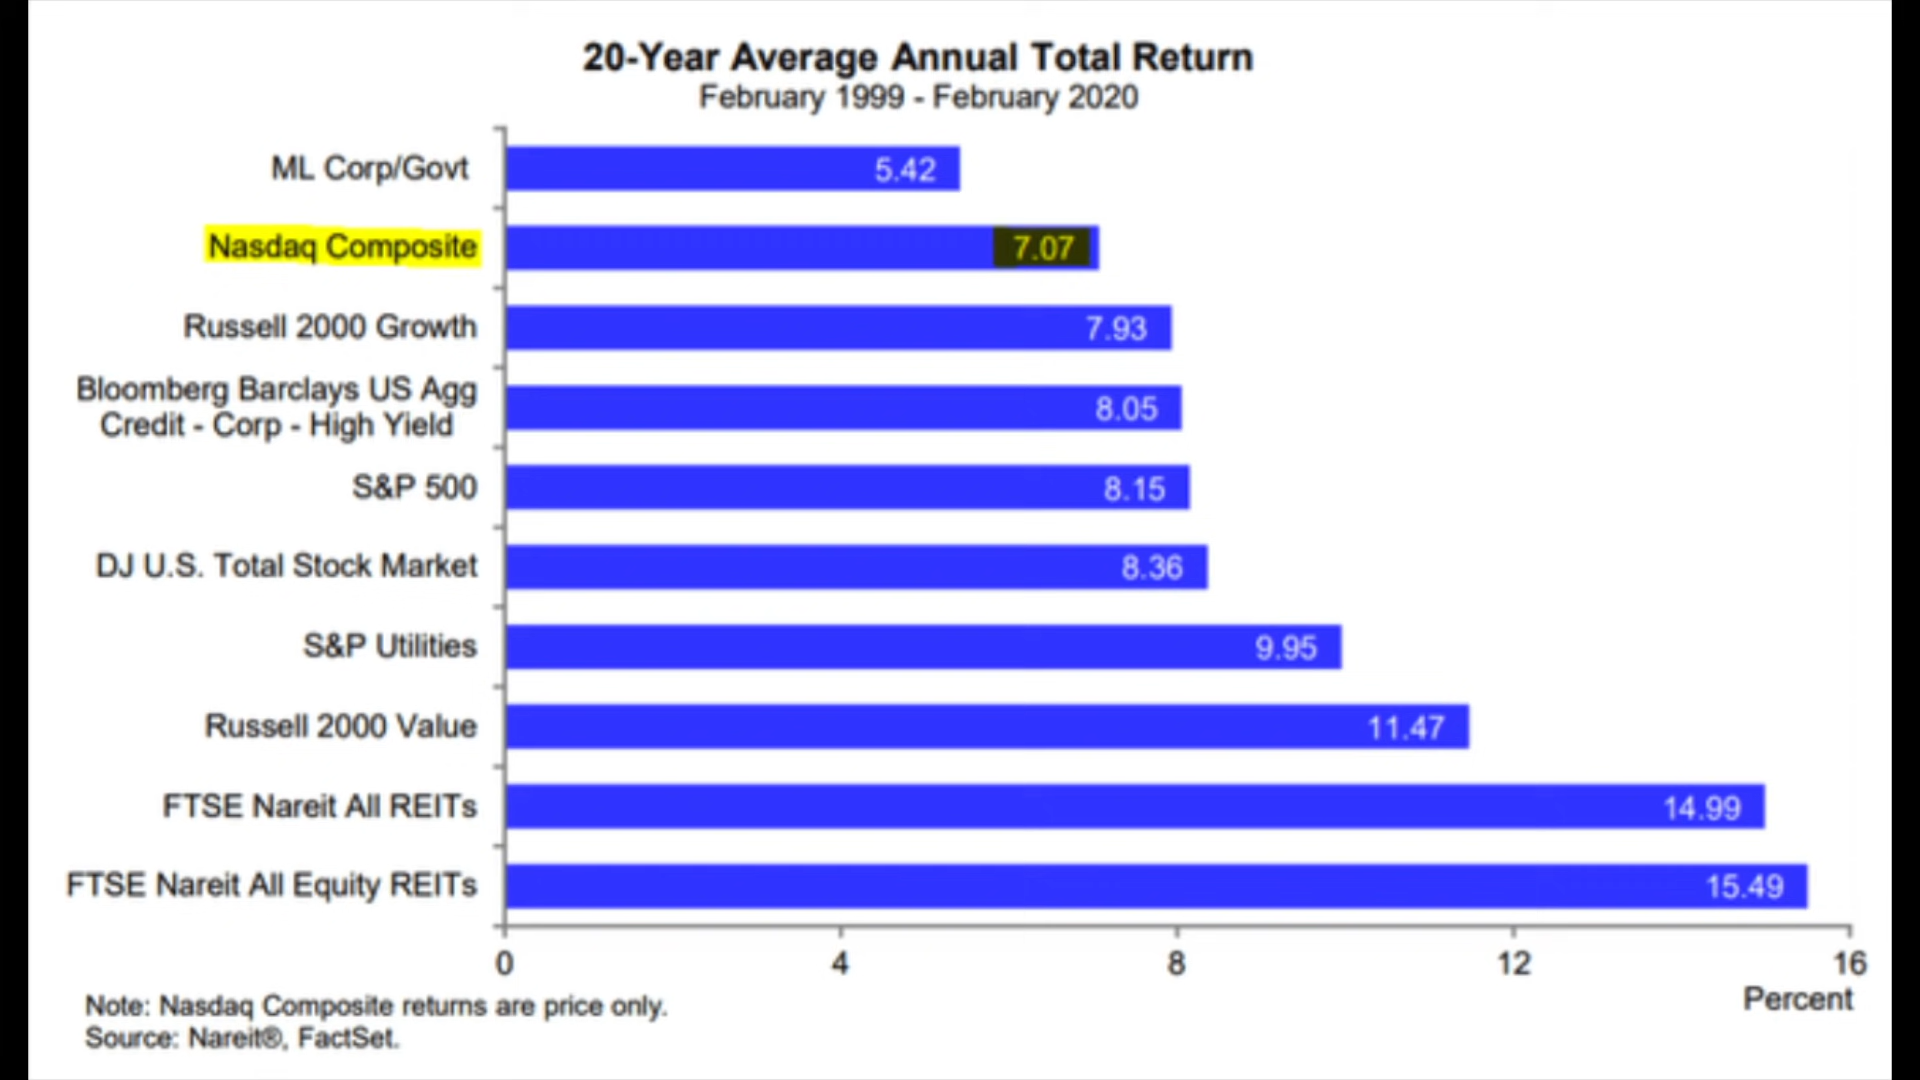 20-Year Average Annual Total Return
February 1999 - February 2020
ML Corp/Govt
5.42
Nasdaq Composite
7.07
Russell 2000 Growth
7.93
Bloomberg Barclays US Agg
Credit - Corp - High Yield
8.05
S&P 500
8.15
DJ U.S. Total Stock Market
8.36
S&P Utilities
9.95
Russell 2000 Value
11.47
FTSE Nareit All REITs
14.99
FTSE Nareit All Equity REITs
15.49
0 4 8 12 16
Percent
Note: Nasdaq Composite returns are price only.
Source: Nareit®, FactSet.